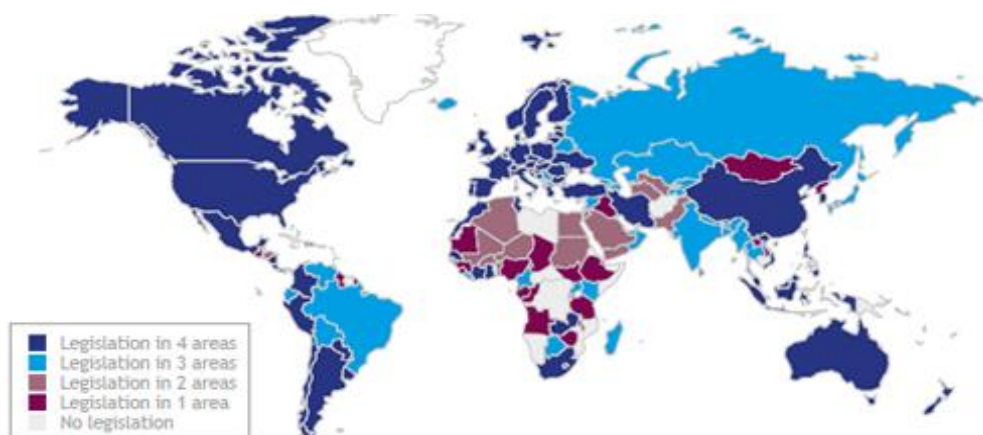 Legislation in 4 areas
Legislation in 3 areas
Legislation in 2 areas
Legislation in 1 area
No legislation